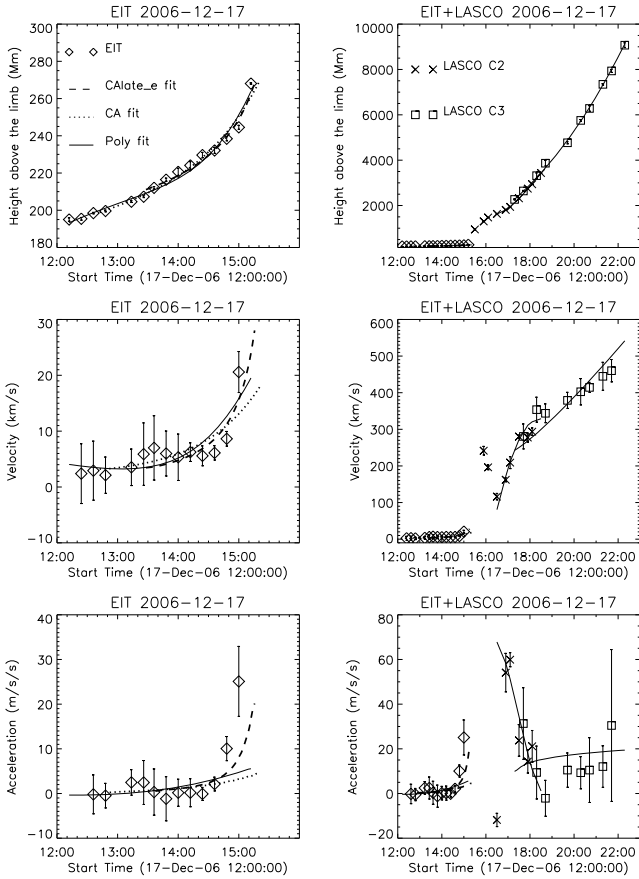 EIT 2006-12-17
Height above the limb (Mm)
300
280
260
240
220
200
180
EIT
CAlate_e fit
CA fit
Poly fit
12:00 13:00 14:00 15:00
Start Time (17-Dec-06 12:00:00)
EIT+LASCO 2006-12-17
Height above the limb (Mm)
10000
8000
6000
4000
2000
LASCO C2
LASCO C3
12:00 14:00 16:00 18:00 20:00 22:00
Start Time (17-Dec-06 12:00:00)
EIT 2006-12-17
Velocity (km/s)
30
20
10
0
-10
12:00 13:00 14:00 15:00
Start Time (17-Dec-06 12:00:00)
EIT+LASCO 2006-12-17
Velocity (km/s)
600
500
400
300
200
100
0
12:00 14:00 16:00 18:00 20:00 22:00
Start Time (17-Dec-06 12:00:00)
EIT 2006-12-17
Acceleration (m/s/s)
40
30
20
10
0
-10
12:00 13:00 14:00 15:00
Start Time (17-Dec-06 12:00:00)
EIT+LASCO 2006-12-17
Acceleration (m/s/s)
80
60
40
20
0
-20
12:00 14:00 16:00 18:00 20:00 22:00
Start Time (17-Dec-06 12:00:00)